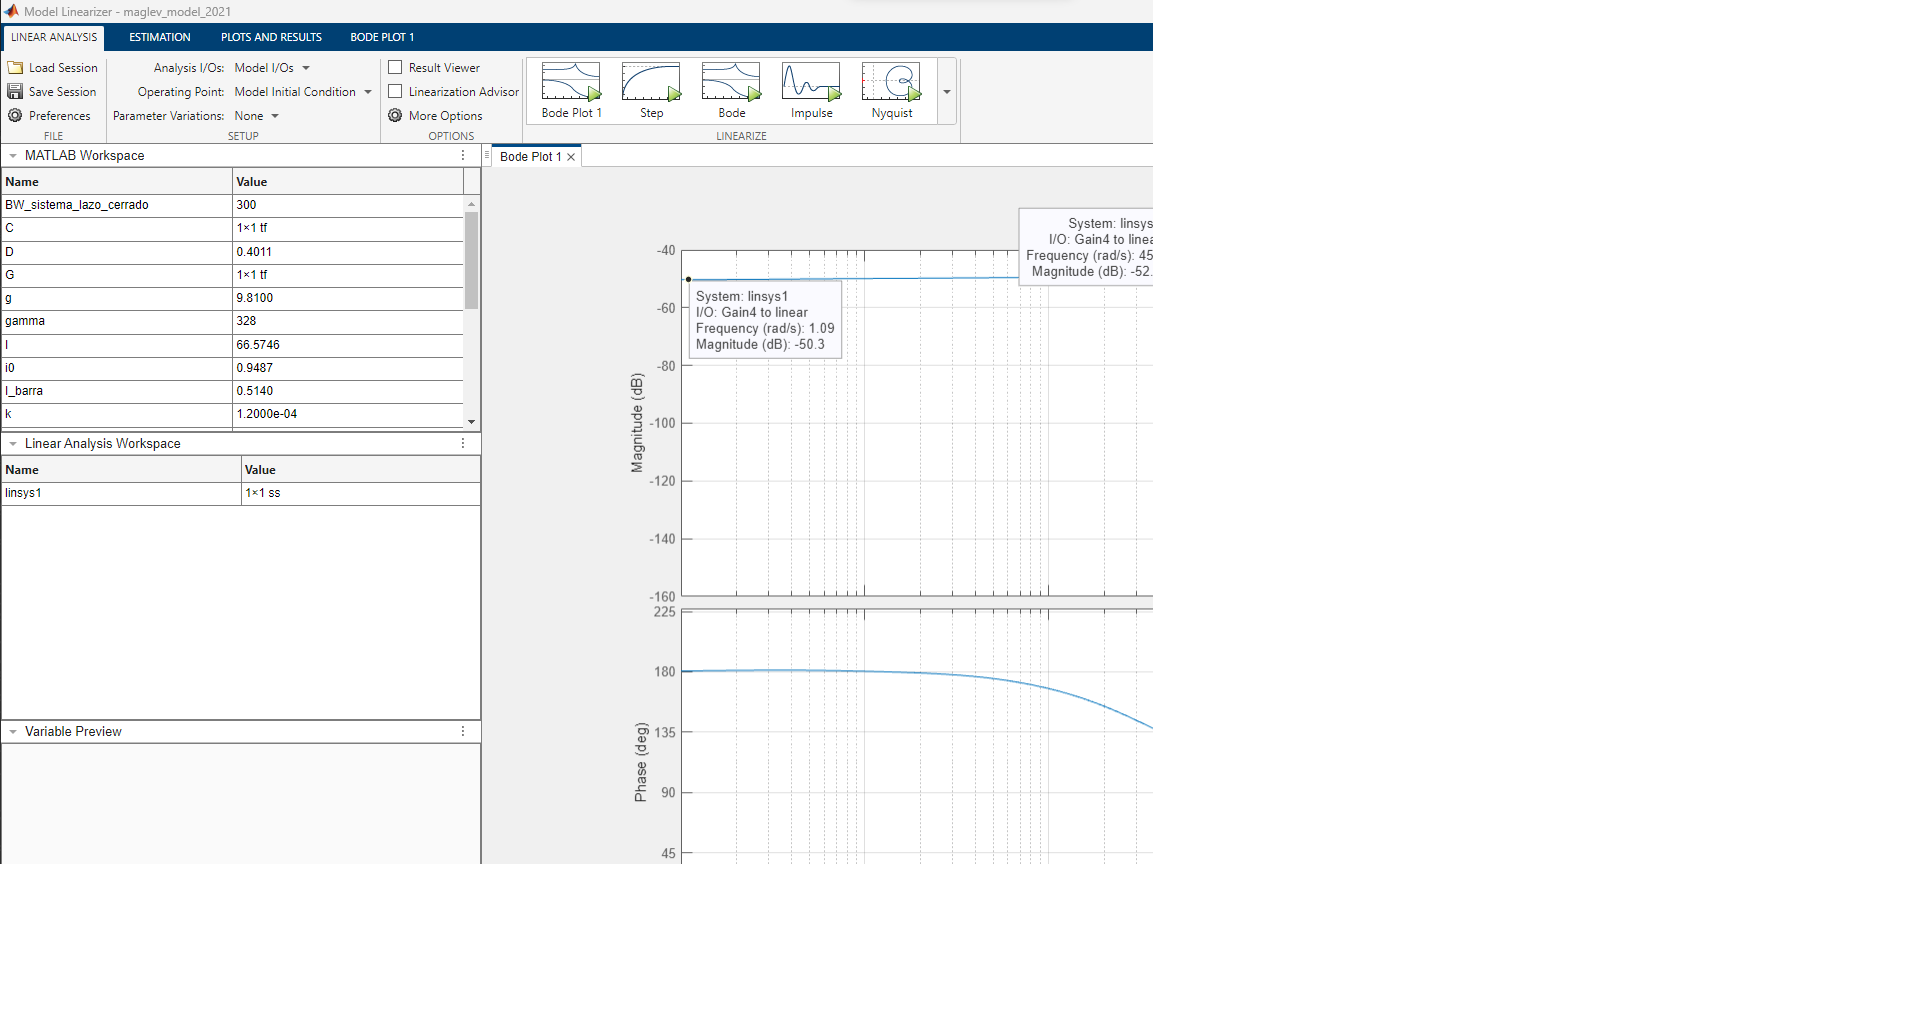 Model Linearizer - maglev_model_2021
LINEAR ANALYSIS ESTIMATION PLOTS AND RESULTS BODE PLOT 1
Load Session
Save Session
Preferences
FILE
Analysis I/Os: Model I/Os
Operating Point: Model Initial Condition
Parameter Variations: None
SETUP
Result Viewer
Linearization Advisor
More Options
OPTIONS
Bode Plot 1 Step Bode Impulse Nyquist
LINEARIZE
MATLAB Workspace
Name Value
BW_sistema_lazo_cerrado 300
C 1×1 tf
D 0.4011
G 1×1 tf
g 9.8100
gamma 328
I 66.5746
i0 0.9487
I_barra 0.5140
k 1.2000e-04
Linear Analysis Workspace
Name Value
linsys1 1×1 ss
Variable Preview
Bode Plot 1
System: linsys
I/O: Gain4 to linea
Frequency (rad/s): 45
Magnitude (dB): -52.
System: linsys1
I/O: Gain4 to linear
Frequency (rad/s): 1.09
Magnitude (dB): -50.3
Magnitude (dB)
-40
-60
-80
-100
-120
-140
-160
Phase (deg)
225
180
135
90
45